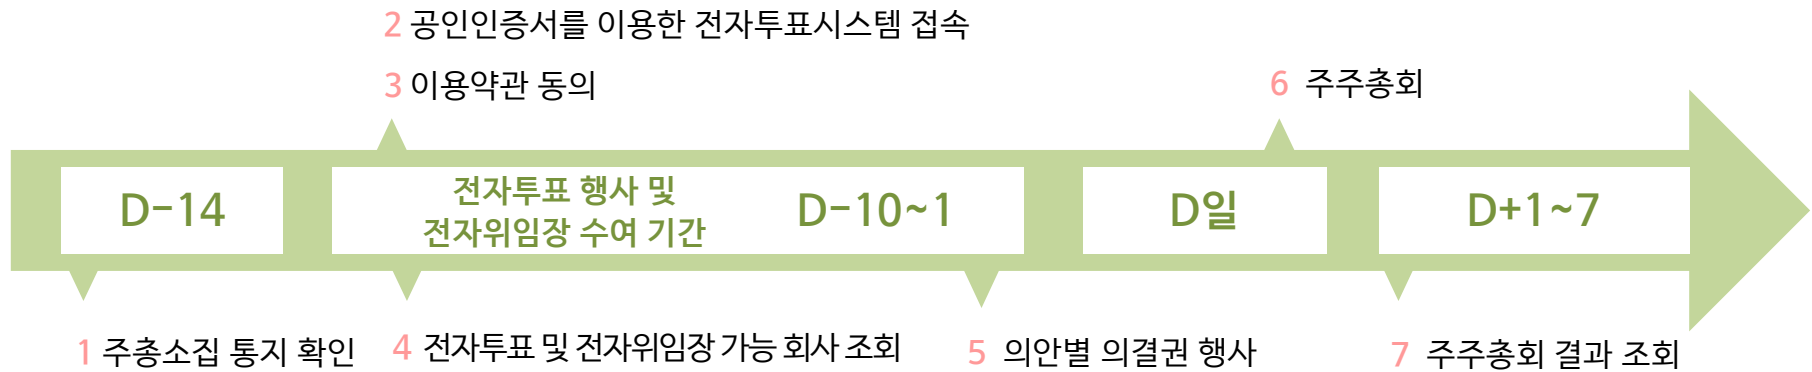 2 공인인증서를 이용한 전자투표시스템 접속
3 이용약관 동의
6 주주총회
D-14
전자투표 행사 및
전자위임장 수여 기간
D-10~1
D일
D+1~7
1 주총소집 통지 확인
4 전자투표 및 전자위임장 가능 회사 조회
5 의안별 의결권 행사
7 주주총회 결과 조회